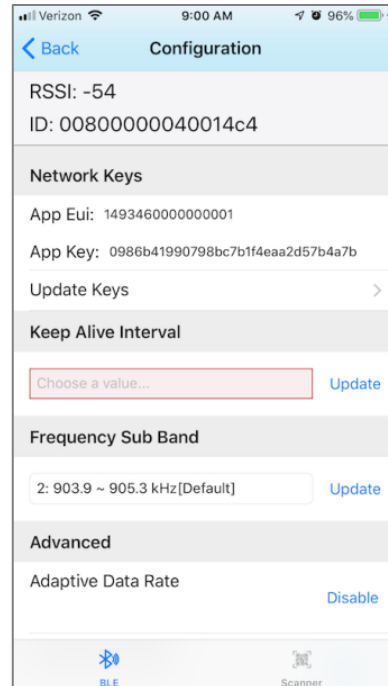 Verizon 9:00 AM 96%
Back Configuration
RSSI: -54
ID: 00800000040014c4
Network Keys
App Eui: 1493460000000001
App Key: 0986b41990798bc7b1f4eaa2d57b4a7b
Update Keys
Keep Alive Interval
Choose a value... Update
Frequency Sub Band
2: 903.9 ~ 905.3 kHz[Default] Update
Advanced
Adaptive Data Rate
Disable
BLE Scanner